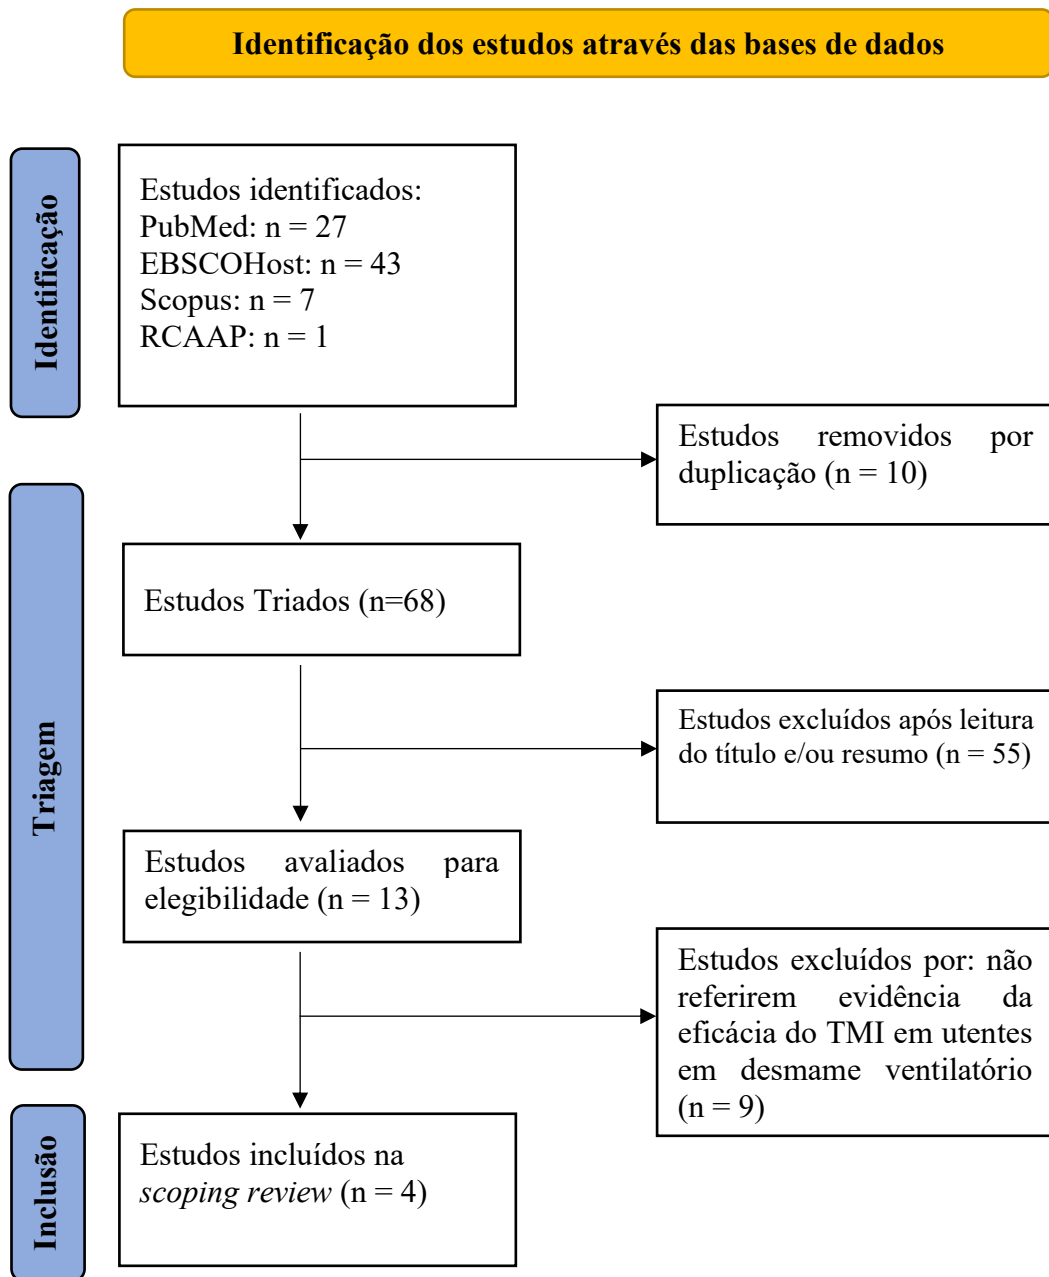 Identificação dos estudos através das bases de dados
Identificação
Estudos identificados:
PubMed: n = 27
EBSCOHost: n = 43
Scopus: n = 7
RCAAP: n = 1
Estudos removidos por
duplicação (n = 10)
Triagem
Estudos Triados (n=68)
Estudos excluídos após leitura
do título e/ou resumo (n = 55)
Estudos avaliados para
elegibilidade (n = 13)
Estudos excluídos por: não
referirem evidência da
eficácia do TMI em utentes
em desmame ventilatório
(n = 9)
Inclusão
Estudos incluídos na
scoping review (n = 4)